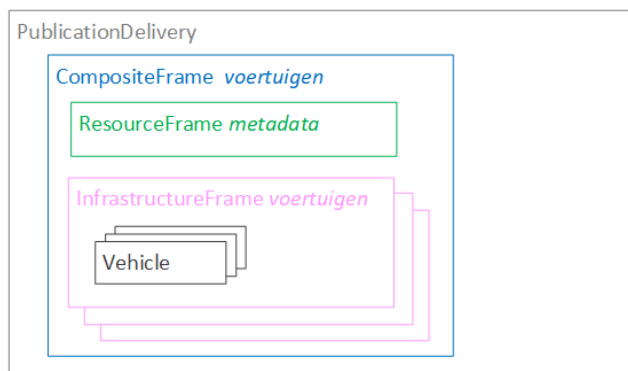 PublicationDelivery
CompositeFrame voertuigen
ResourceFrame metadata
InfrastructureFrame voertuigen
Vehicle